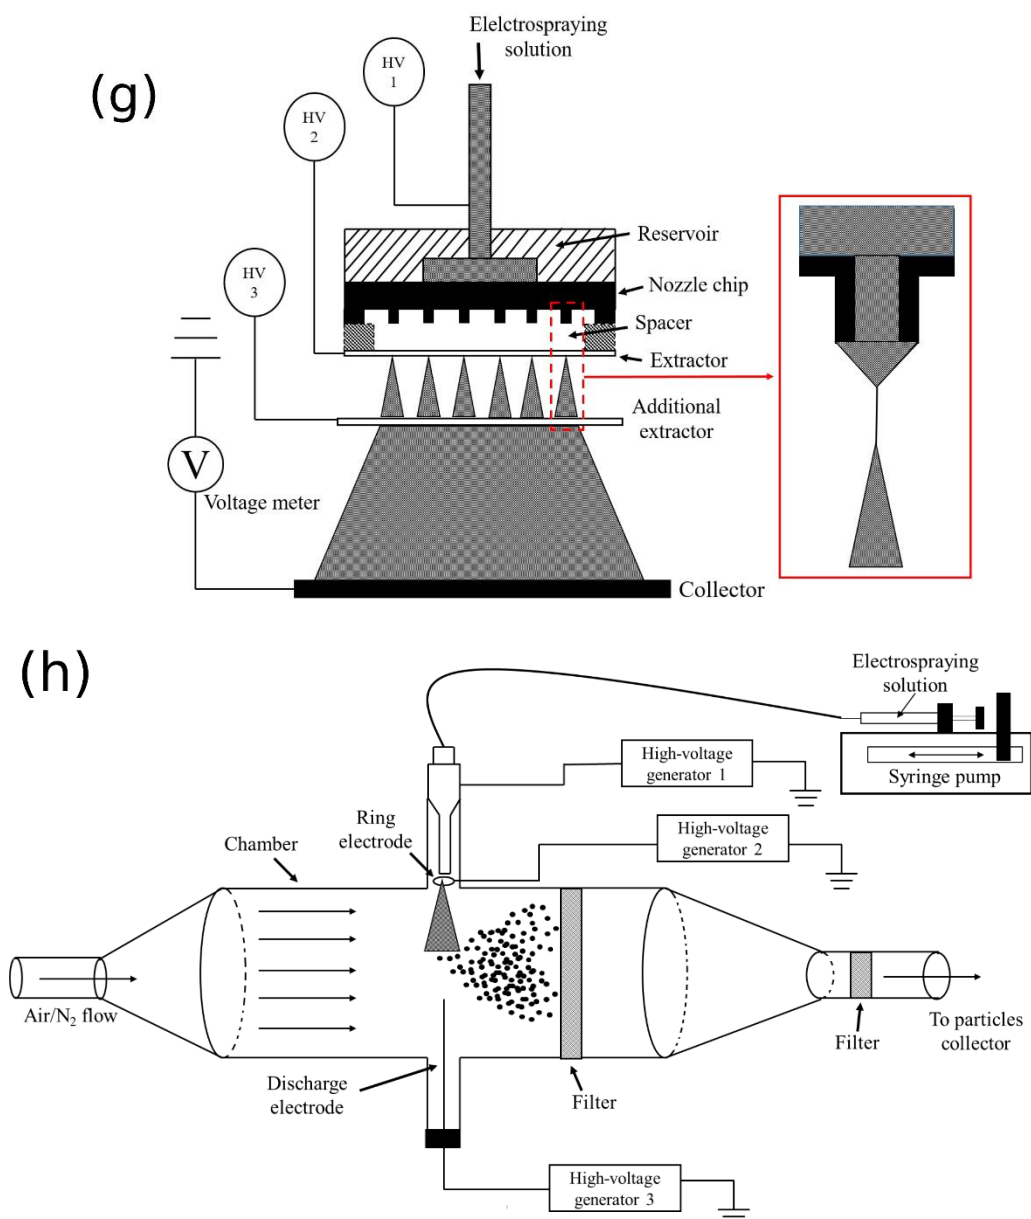 Elelctrospraying
solution
(g)
HV
1
HV
2
HV
3
Reservoir
Nozzle chip
Spacer
Extractor
Additional
extractor
V
Voltage meter
Collector
(h)
Electrospraying
solution
Syringe pump
High-voltage
generator 1
Ring
electrode
High-voltage
generator 2
Chamber
Air/N₂ flow
To particles
collector
Filter
Discharge
electrode
Filter
High-voltage
generator 3